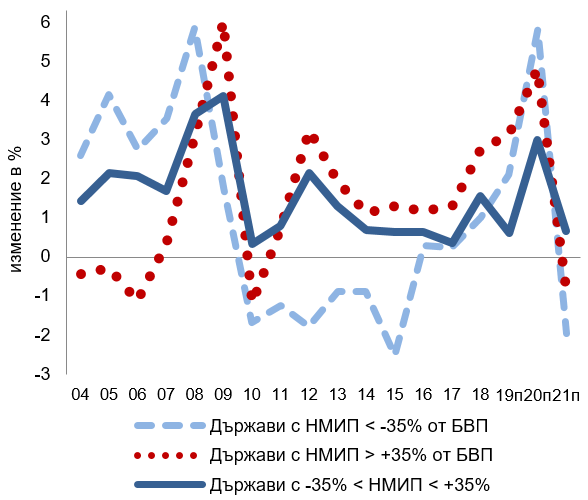 изменение в %
6
5
4
3
2
1
0
-1
-2
-3
04 05 06 07 08 09 10 11 12 13 14 15 16 17 18 19п 20п 21п
Държави с НМИП < -35% от БВП
Държави с НМИП > +35% от БВП
Държави с -35% < НМИП < +35%